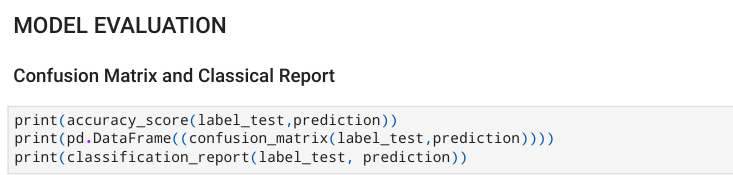 MODEL EVALUATION
Confusion Matrix and Classical Report
print(accuracy_score(label_test,prediction))
print(pd.DataFrame((confusion_matrix(label_test,prediction))))
print(classification_report(label_test, prediction))